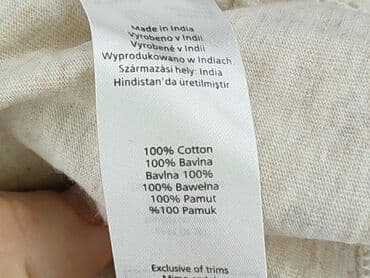 Made in India
Vyrobeno v Indii
Vyrobené v Indii
Wyprodukowano w Indiach
Származási hely: India
Hindistan'da üretilmiştir
100% Cotton
100% Bavlna
Bavlna 100%
100% Bawełna
100% Pamut
%100 Pamuk
Exclusive of trims